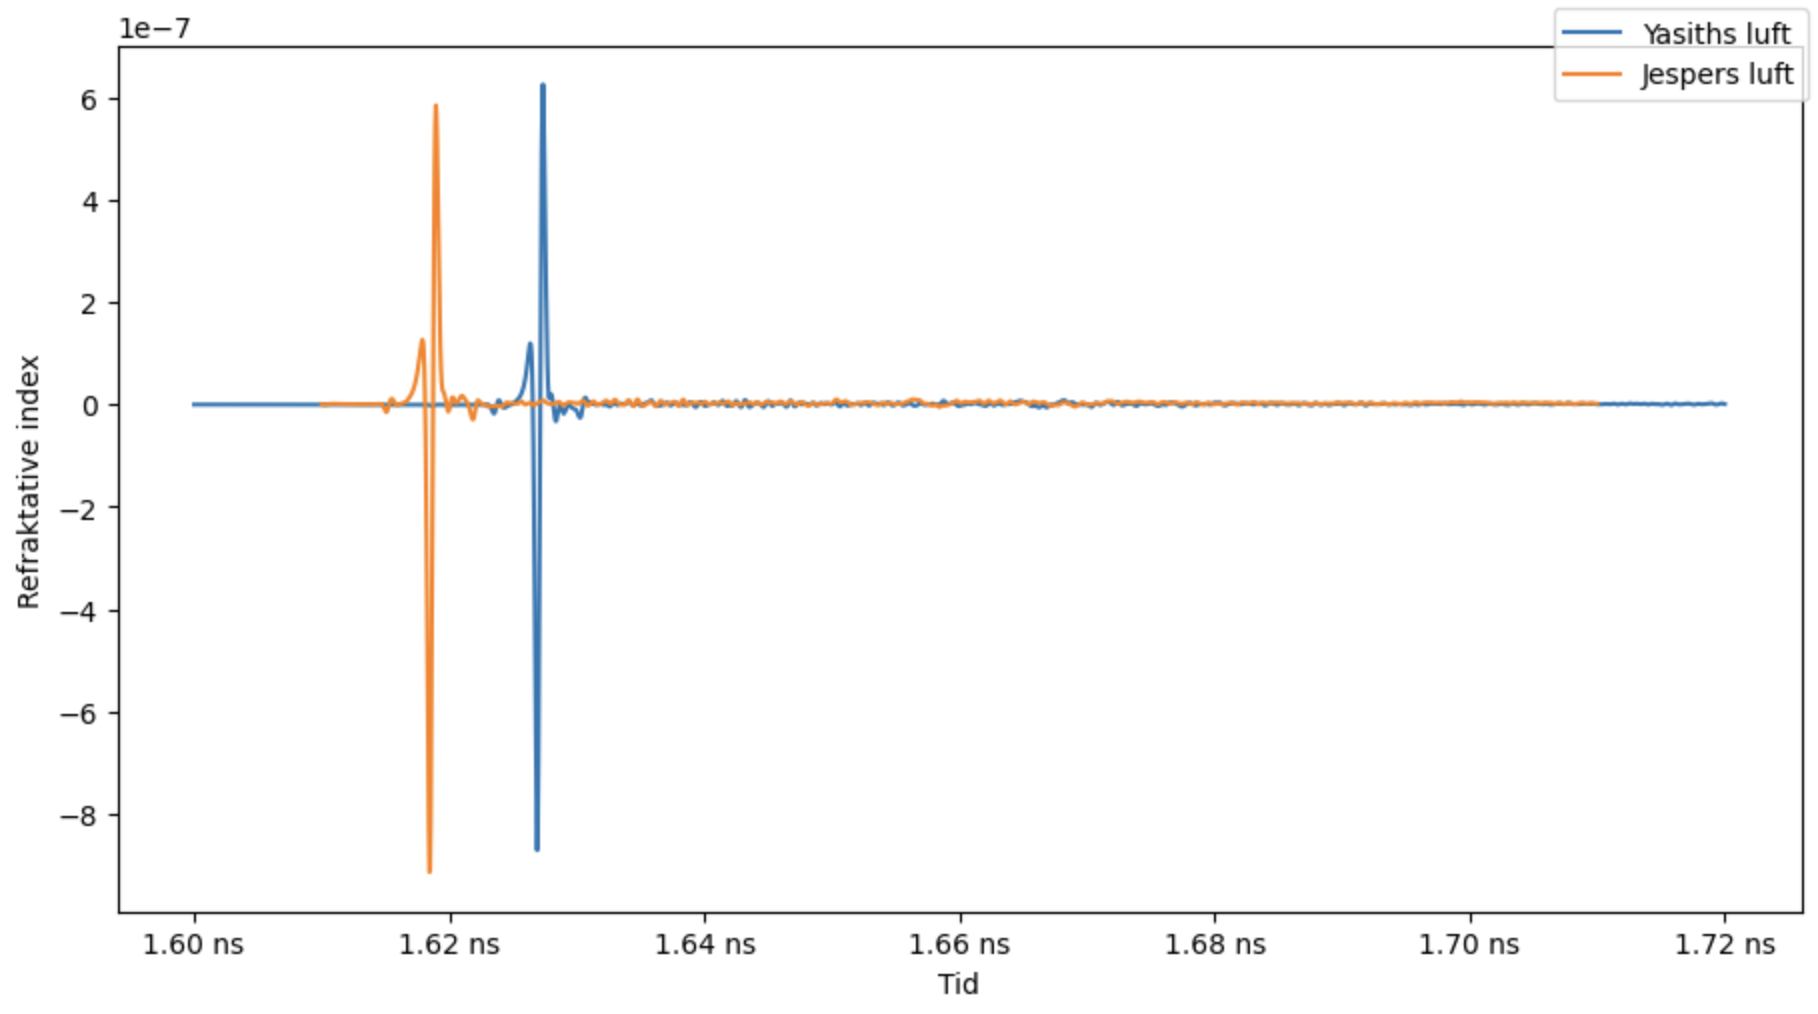 1e−7
Yasiths luft
Jespers luft
6
4
2
0
−2
−4
−6
−8
Refraktative index
1.60 ns
1.62 ns
1.64 ns
1.66 ns
1.68 ns
1.70 ns
1.72 ns
Tid